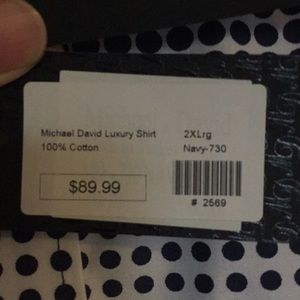 Michael David Luxury Shirt
100% Cotton
2XLrg
Navy-730
$89.99
# 2569